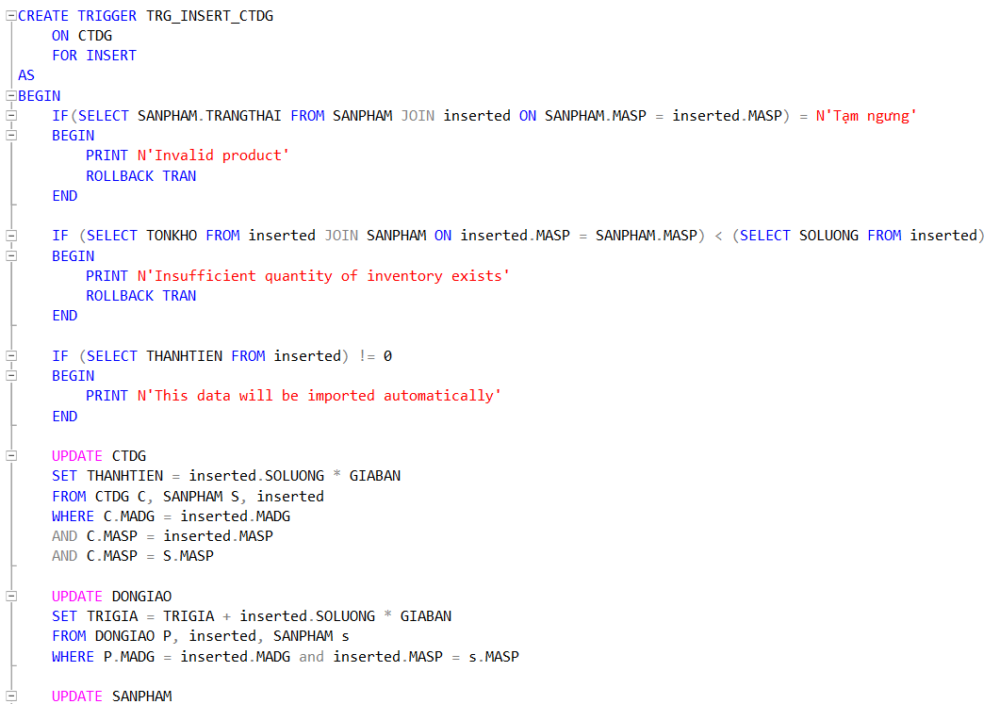 CREATE TRIGGER TRG_INSERT_CTDG
    ON CTDG
    FOR INSERT
AS
BEGIN
    IF(SELECT SANPHAM.TRANGTHAI FROM SANPHAM JOIN inserted ON SANPHAM.MASP = inserted.MASP) = N'Tạm ngưng'
    BEGIN
        PRINT N'Invalid product'
        ROLLBACK TRAN
    END

    IF (SELECT TONKHO FROM inserted JOIN SANPHAM ON inserted.MASP = SANPHAM.MASP) < (SELECT SOLUONG FROM inserted)
    BEGIN
        PRINT N'Insufficient quantity of inventory exists'
        ROLLBACK TRAN
    END

    IF (SELECT THANHTIEN FROM inserted) != 0
    BEGIN
        PRINT N'This data will be imported automatically'
    END

    UPDATE CTDG
    SET THANHTIEN = inserted.SOLUONG * GIABAN
    FROM CTDG C, SANPHAM S, inserted
    WHERE C.MADG = inserted.MADG
    AND C.MASP = inserted.MASP
    AND C.MASP = S.MASP

    UPDATE DONGIAO
    SET TRIGIA = TRIGIA + inserted.SOLUONG * GIABAN
    FROM DONGIAO P, inserted, SANPHAM s
    WHERE P.MADG = inserted.MADG and inserted.MASP = s.MASP

    UPDATE SANPHAM